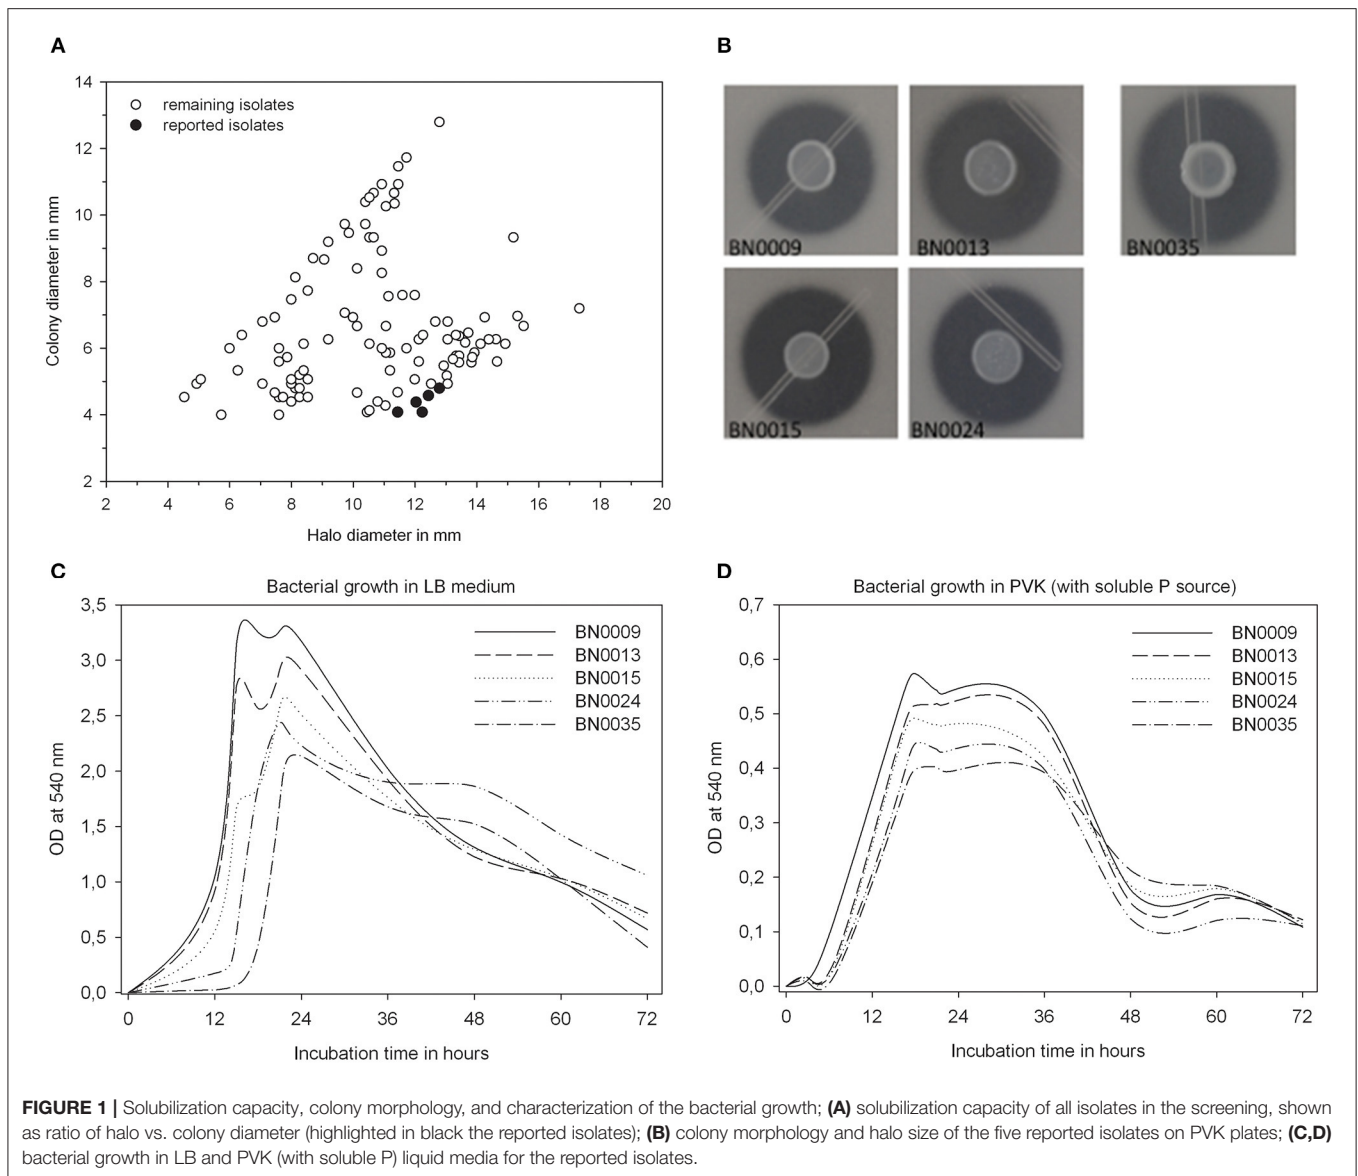 A
14
12
10
8
6
4
2
Colony diameter in mm
remaining isolates
reported isolates
2 4 6 8 10 12 14 16 18 20
Halo diameter in mm
B
BN0009
BN0013
BN0035
BN0015
BN0024
C
Bacterial growth in LB medium
3,5
3,0
2,5
2,0
1,5
1,0
0,5
0,0
OD at 540 nm
BN0009
BN0013
BN0015
BN0024
BN0035
0 12 24 36 48 60 72
Incubation time in hours
D
Bacterial growth in PVK (with soluble P source)
0,7
0,6
0,5
0,4
0,3
0,2
0,1
0,0
OD at 540 nm
BN0009
BN0013
BN0015
BN0024
BN0035
0 12 24 36 48 60 72
Incubation time in hours
FIGURE 1 | Solubilization capacity, colony morphology, and characterization of the bacterial growth; (A) solubilization capacity of all isolates in the screening, shown
as ratio of halo vs. colony diameter (highlighted in black the reported isolates); (B) colony morphology and halo size of the five reported isolates on PVK plates; (C,D)
bacterial growth in LB and PVK (with soluble P) liquid media for the reported isolates.